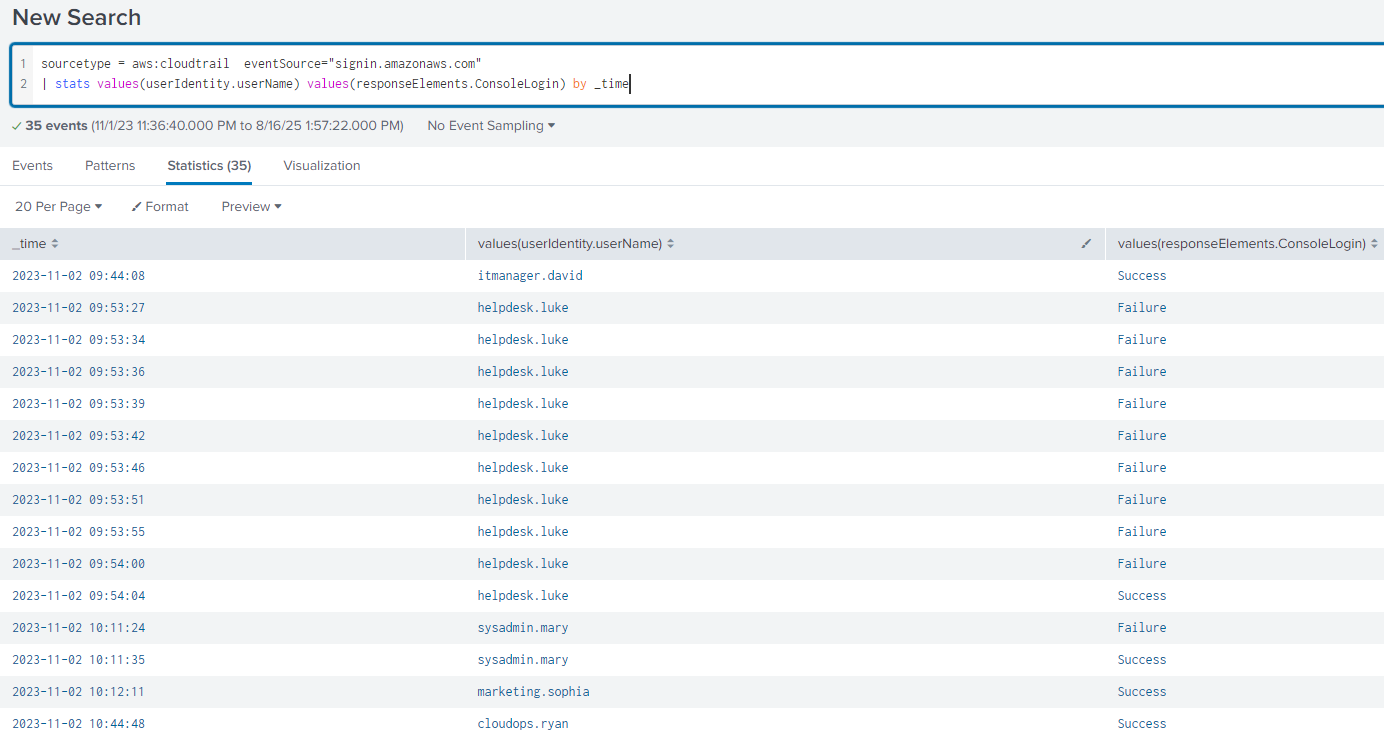 New Search
1 sourcetype = aws:cloudtrail  eventSource="signin.amazonaws.com"
2 | stats values(userIdentity.userName) values(responseElements.ConsoleLogin) by _time
35 events (11/1/23 11:36:40.000 PM to 8/16/25 1:57:22.000 PM) No Event Sampling
Events Patterns Statistics (35) Visualization
20 Per Page Format Preview
_time values(userIdentity.userName) values(responseElements.ConsoleLogin)
2023-11-02 09:44:08 itmanager.david Success
2023-11-02 09:53:27 helpdesk.luke Failure
2023-11-02 09:53:34 helpdesk.luke Failure
2023-11-02 09:53:36 helpdesk.luke Failure
2023-11-02 09:53:39 helpdesk.luke Failure
2023-11-02 09:53:42 helpdesk.luke Failure
2023-11-02 09:53:46 helpdesk.luke Failure
2023-11-02 09:53:51 helpdesk.luke Failure
2023-11-02 09:53:55 helpdesk.luke Failure
2023-11-02 09:54:00 helpdesk.luke Failure
2023-11-02 09:54:04 helpdesk.luke Success
2023-11-02 10:11:24 sysadmin.mary Failure
2023-11-02 10:11:35 sysadmin.mary Success
2023-11-02 10:12:11 marketing.sophia Success
2023-11-02 10:44:48 cloudops.ryan Success